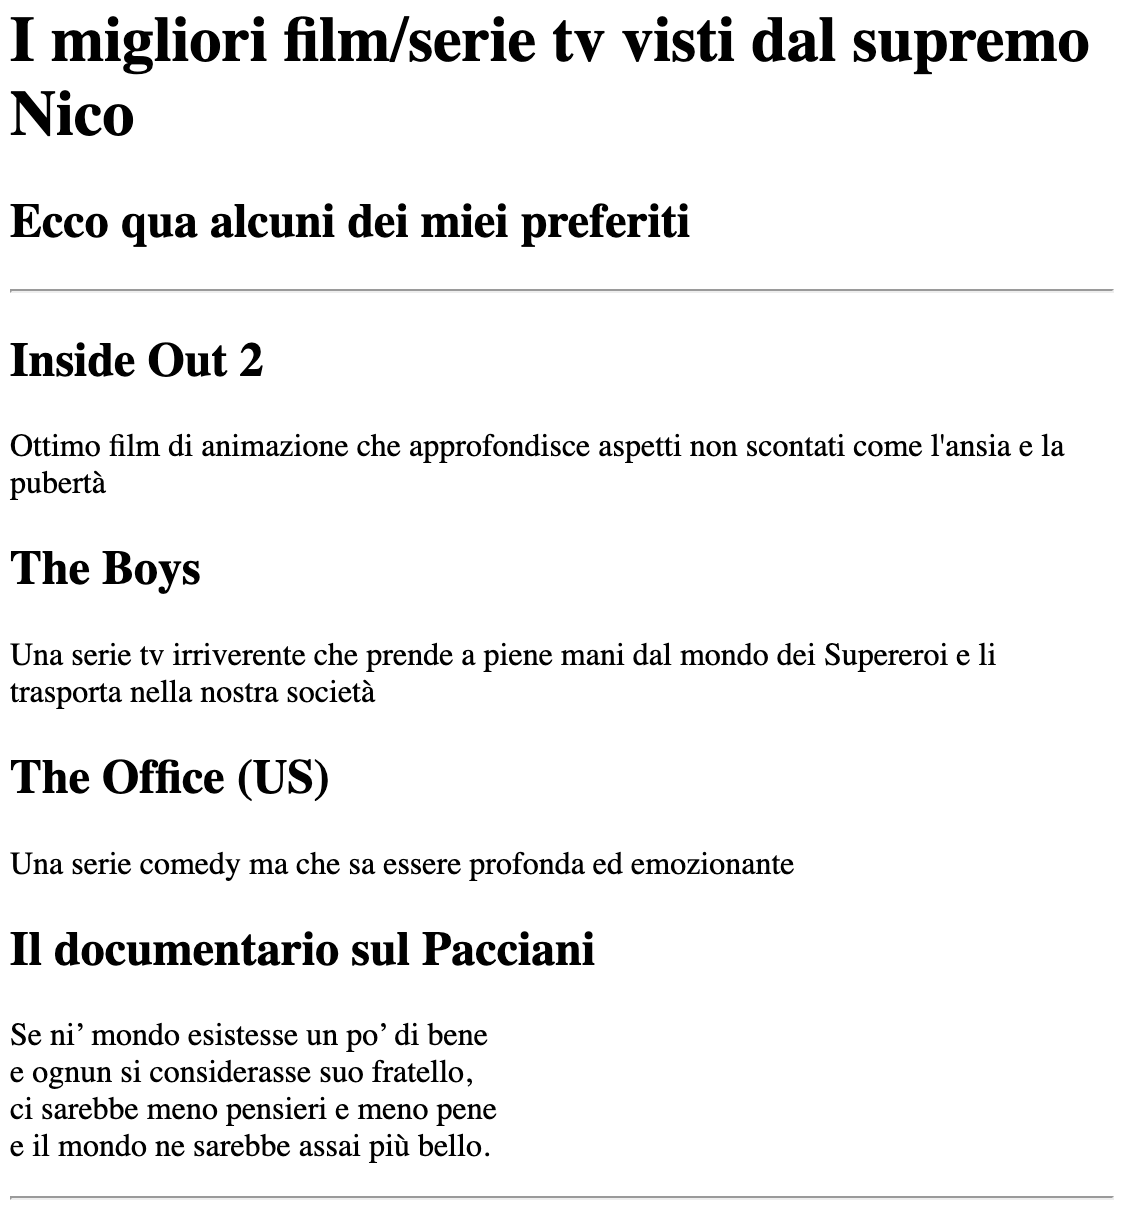 I migliori film/serie tv visti dal supremo
Nico
Ecco qua alcuni dei miei preferiti
Inside Out 2
Ottimo film di animazione che approfondisce aspetti non scontati come l'ansia e la
pubertà
The Boys
Una serie tv irriverente che prende a piene mani dal mondo dei Supereroi e li
trasporta nella nostra società
The Office (US)
Una serie comedy ma che sa essere profonda ed emozionante
Il documentario sul Pacciani
Se ni’ mondo esistesse un po’ di bene
e ognun si considerasse suo fratello,
ci sarebbe meno pensieri e meno pene
e il mondo ne sarebbe assai più bello.